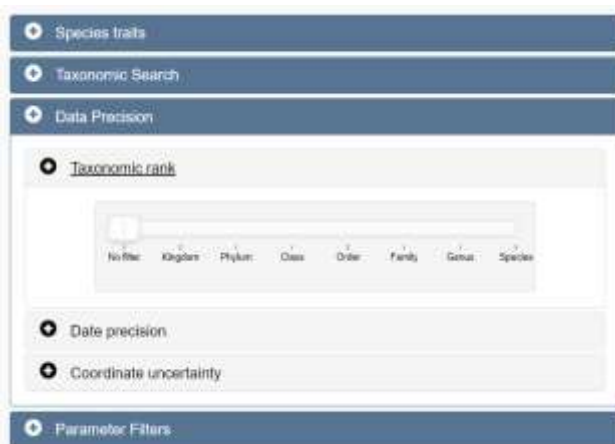 Species traits
Taxonomic Search
Data Precision
Taxonomic rank
No filter Kingdom Phylum Class Order Family Genus Species
Date precision
Coordinate uncertainty
Parameter Filters